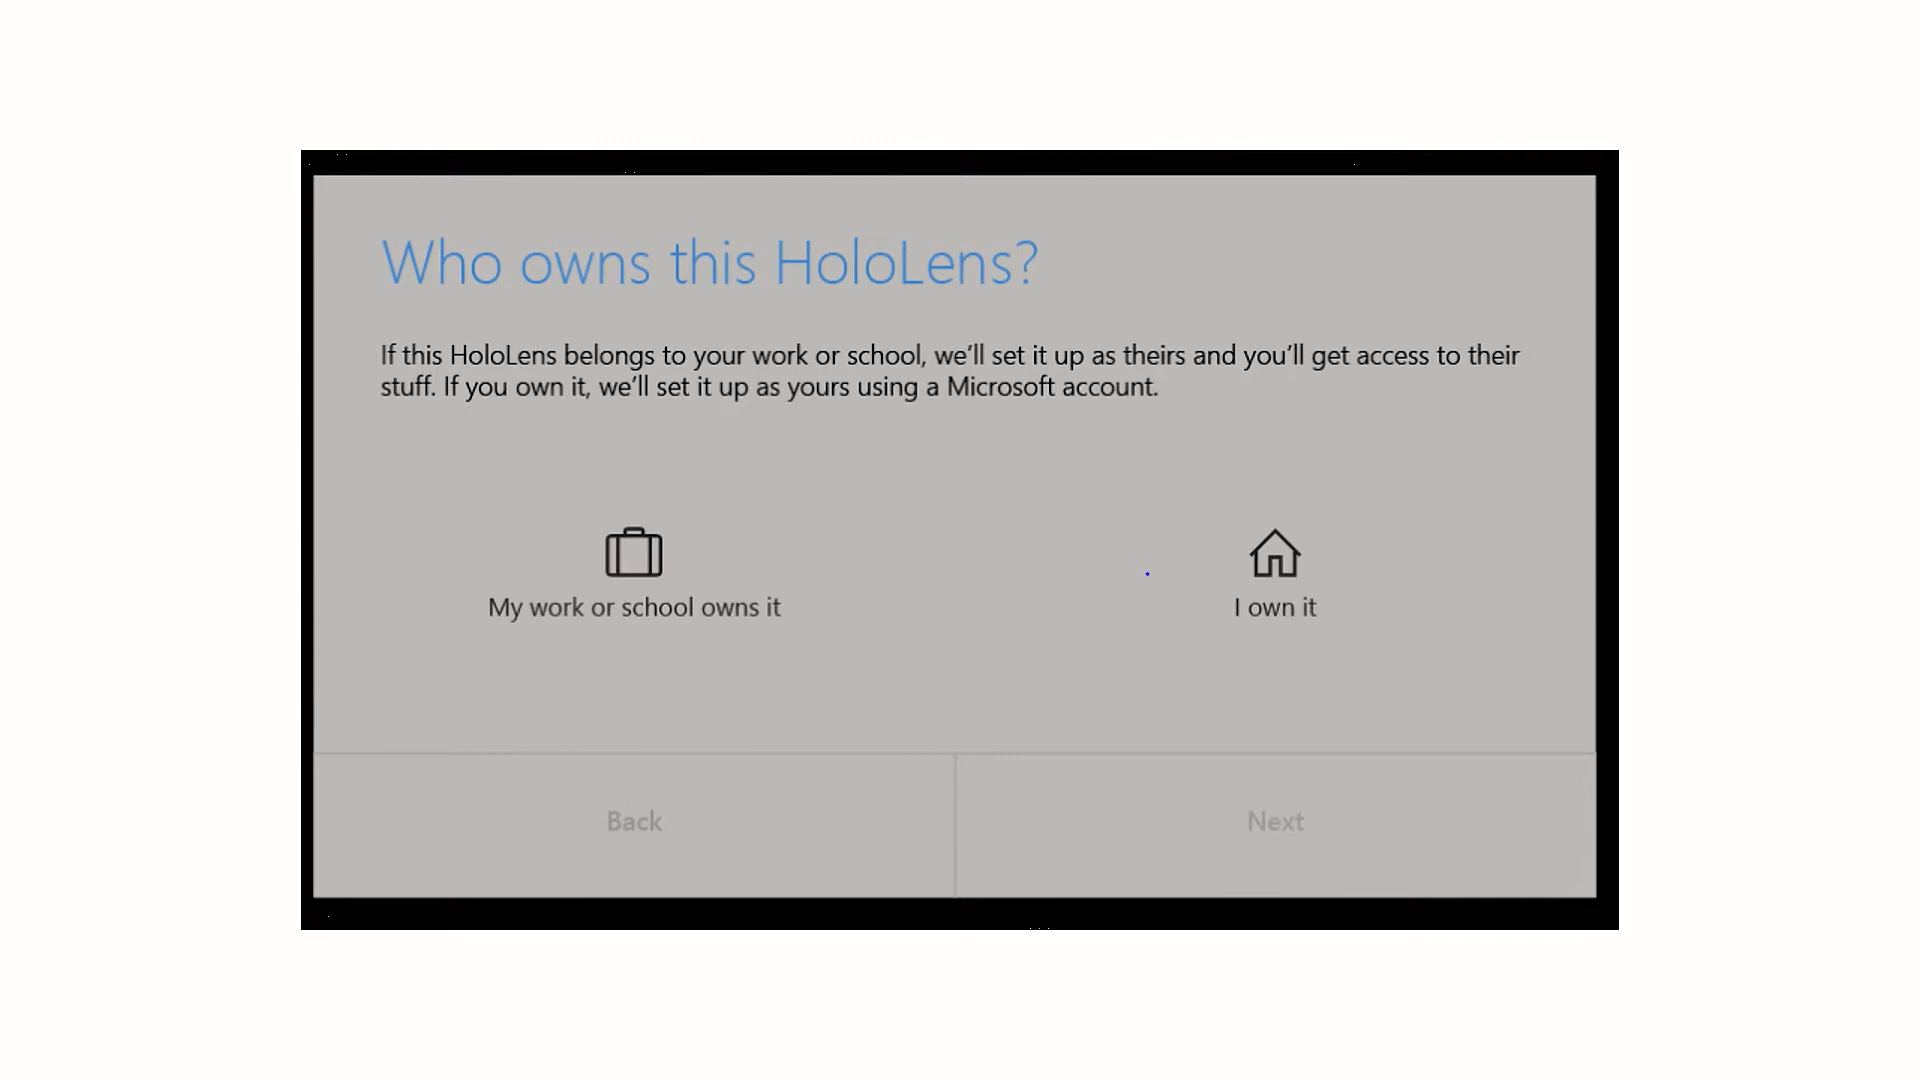 Who owns this HoloLens?
If this HoloLens belongs to your work or school, we’ll set it up as theirs and you’ll get access to their
stuff. If you own it, we’ll set it up as yours using a Microsoft account.
My work or school owns it
I own it
Back
Next